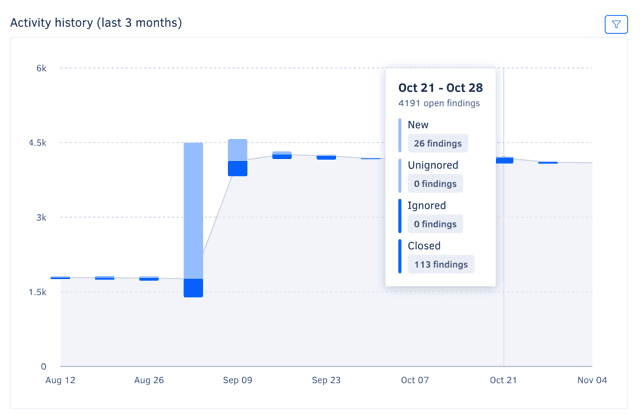 Activity history (last 3 months)
6k
4.5k
3k
1.5k
0
Oct 21 - Oct 28
4191 open findings
New
26 findings
Unignored
0 findings
Ignored
0 findings
Closed
113 findings
Aug 12
Aug 26
Sep 09
Sep 23
Oct 07
Oct 21
Nov 04